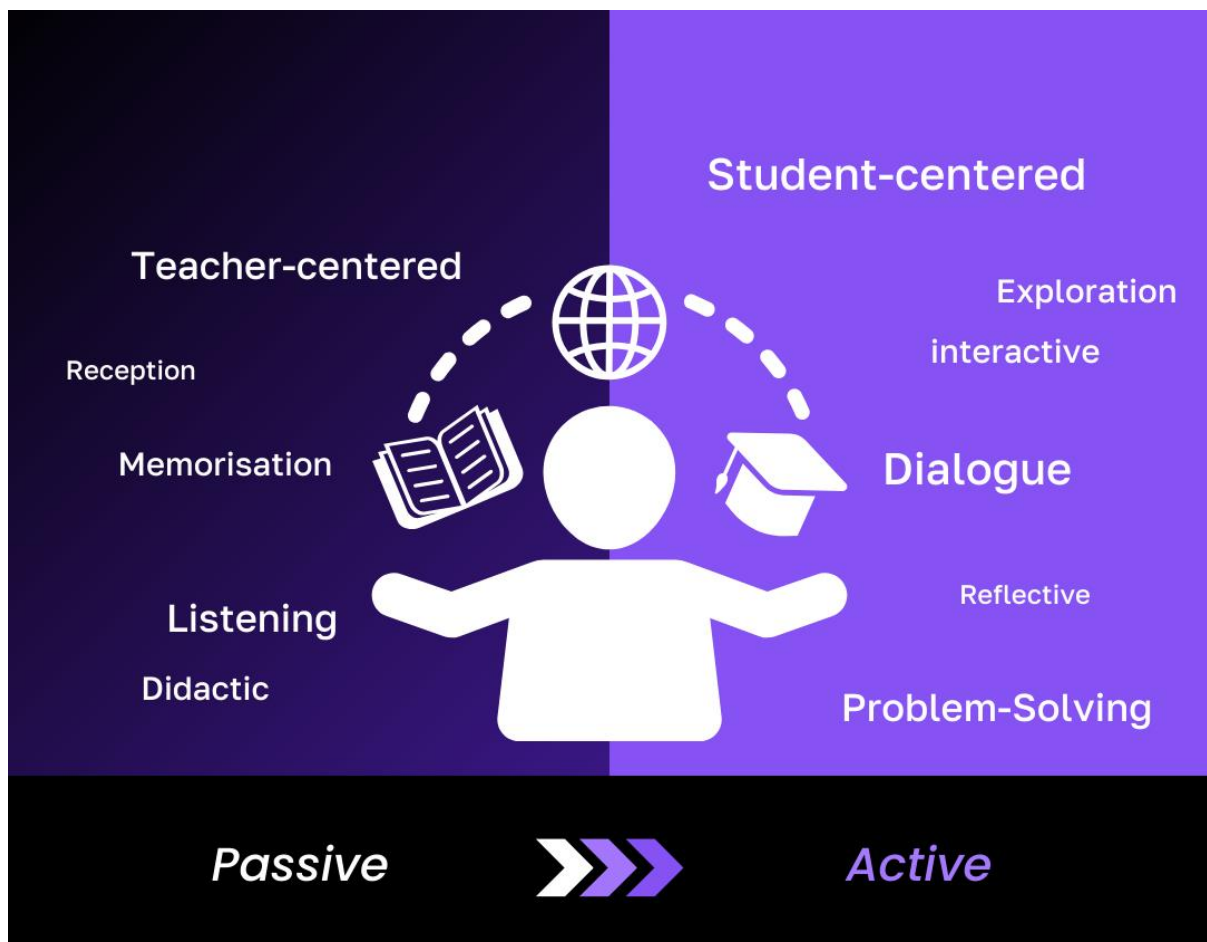 Teacher-centered
Reception
Memorisation
Listening
Didactic
Student-centered
Exploration
interactive
Dialogue
Reflective
Problem-Solving
Passive
Active